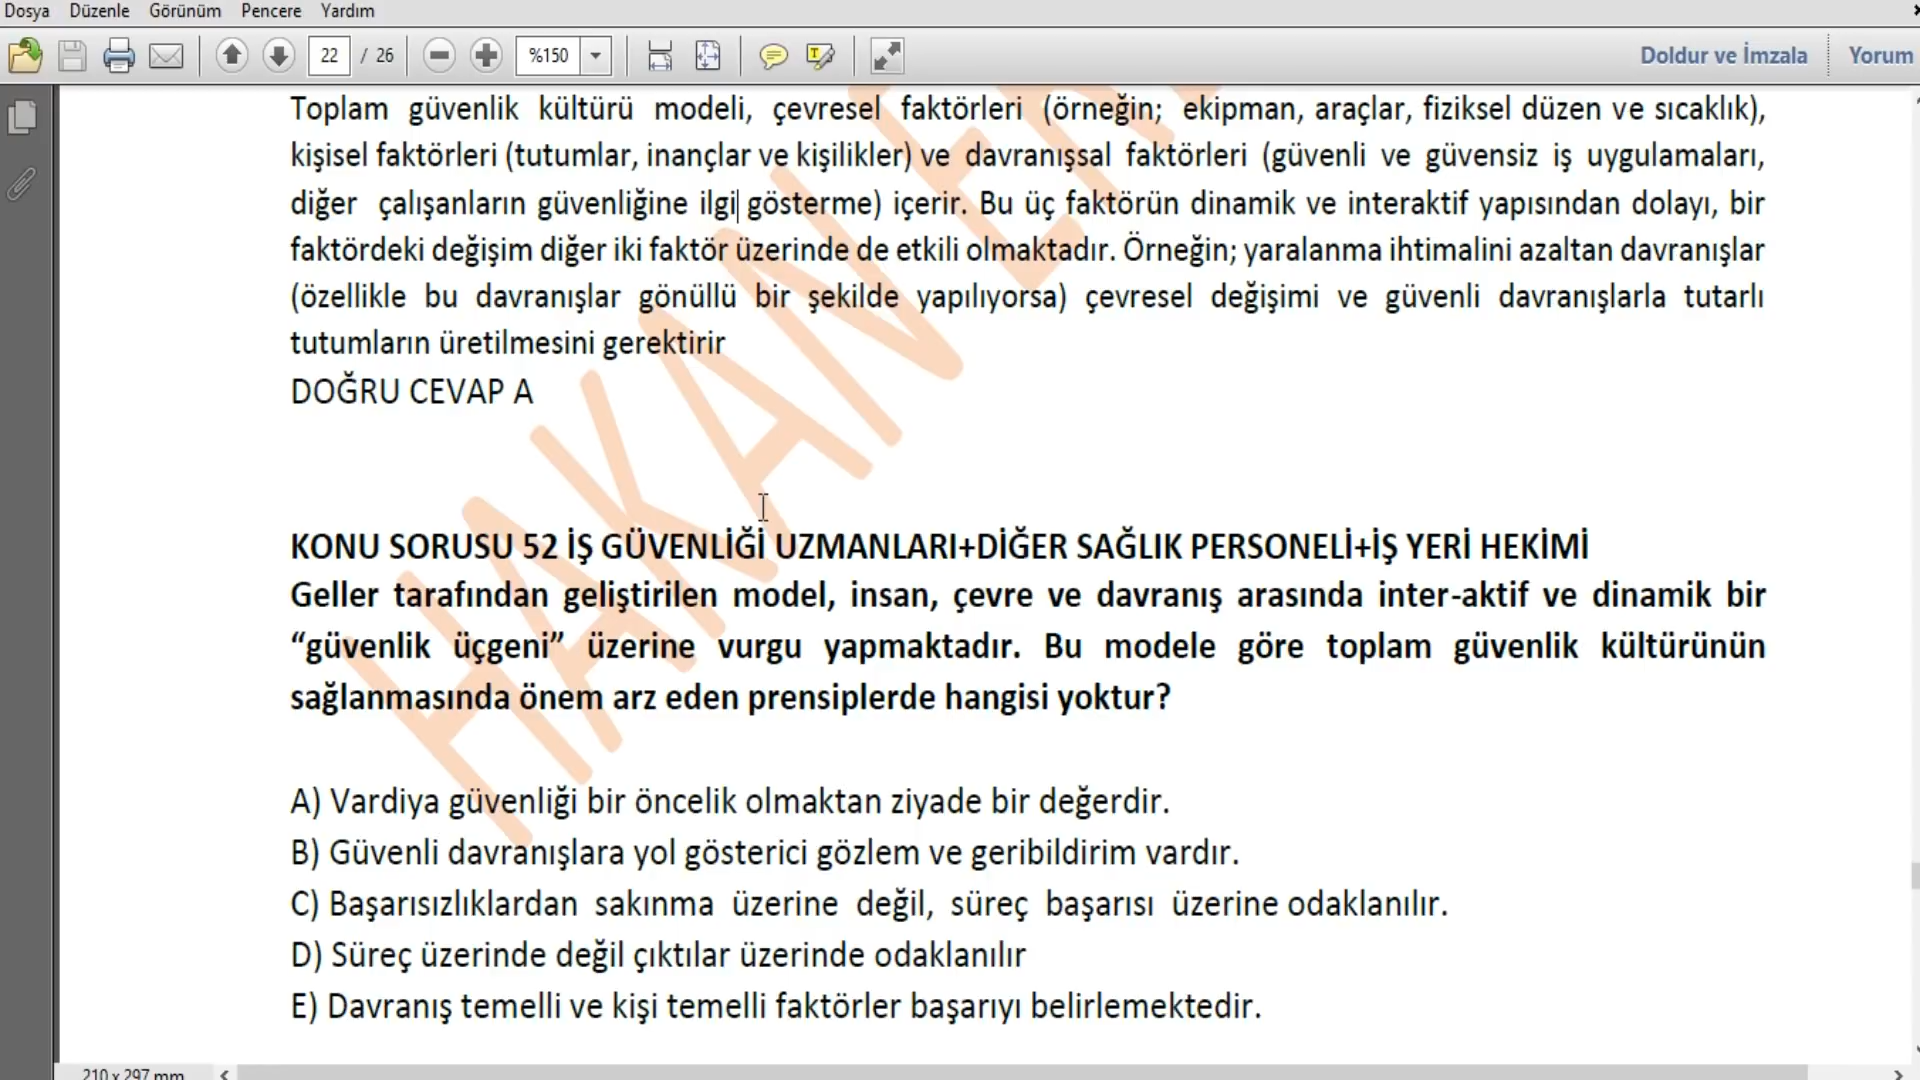 Dosya Düzenle Görünüm Pencere Yardım
22 / 26 %150 Doldur ve İmzala Yorum
Toplam güvenlik kültürü modeli, çevresel faktörleri (örneğin; ekipman, araçlar, fiziksel düzen ve sıcaklık),
kişisel faktörleri (tutumlar, inançlar ve kişilikler) ve davranışsal faktörleri (güvenli ve güvensiz iş uygulamaları,
diğer çalışanların güvenliğine ilgi gösterme) içerir. Bu üç faktörün dinamik ve interaktif yapısından dolayı, bir
faktördeki değişim diğer iki faktör üzerinde de etkili olmaktadır. Örneğin; yaralanma ihtimalini azaltan davranışlar
(özellikle bu davranışlar gönüllü bir şekilde yapılıyorsa) çevresel değişimi ve güvenli davranışlarla tutarlı
tutumların üretilmesini gerektirir
DOĞRU CEVAP A
KONU SORUSU 52 İŞ GÜVENLİĞİ UZMANLARI+DİĞER SAĞLIK PERSONELİ+İŞ YERİ HEKİMİ
Geller tarafından geliştirilen model, insan, çevre ve davranış arasında inter-aktif ve dinamik bir
“güvenlik üçgeni” üzerine vurgu yapmaktadır. Bu modele göre toplam güvenlik kültürünün
sağlanmasında önem arz eden prensiplerde hangisi yoktur?
A) Vardiya güvenliği bir öncelik olmaktan ziyade bir değerdir.
B) Güvenli davranışlara yol gösterici gözlem ve geribildirim vardır.
C) Başarısızlıklardan sakınma üzerine değil, süreç başarısı üzerine odaklanılır.
D) Süreç üzerinde değil çıktılar üzerinde odaklanılır
E) Davranış temelli ve kişi temelli faktörler başarıyı belirlemektedir.
210 x 297 mm
HAKAN